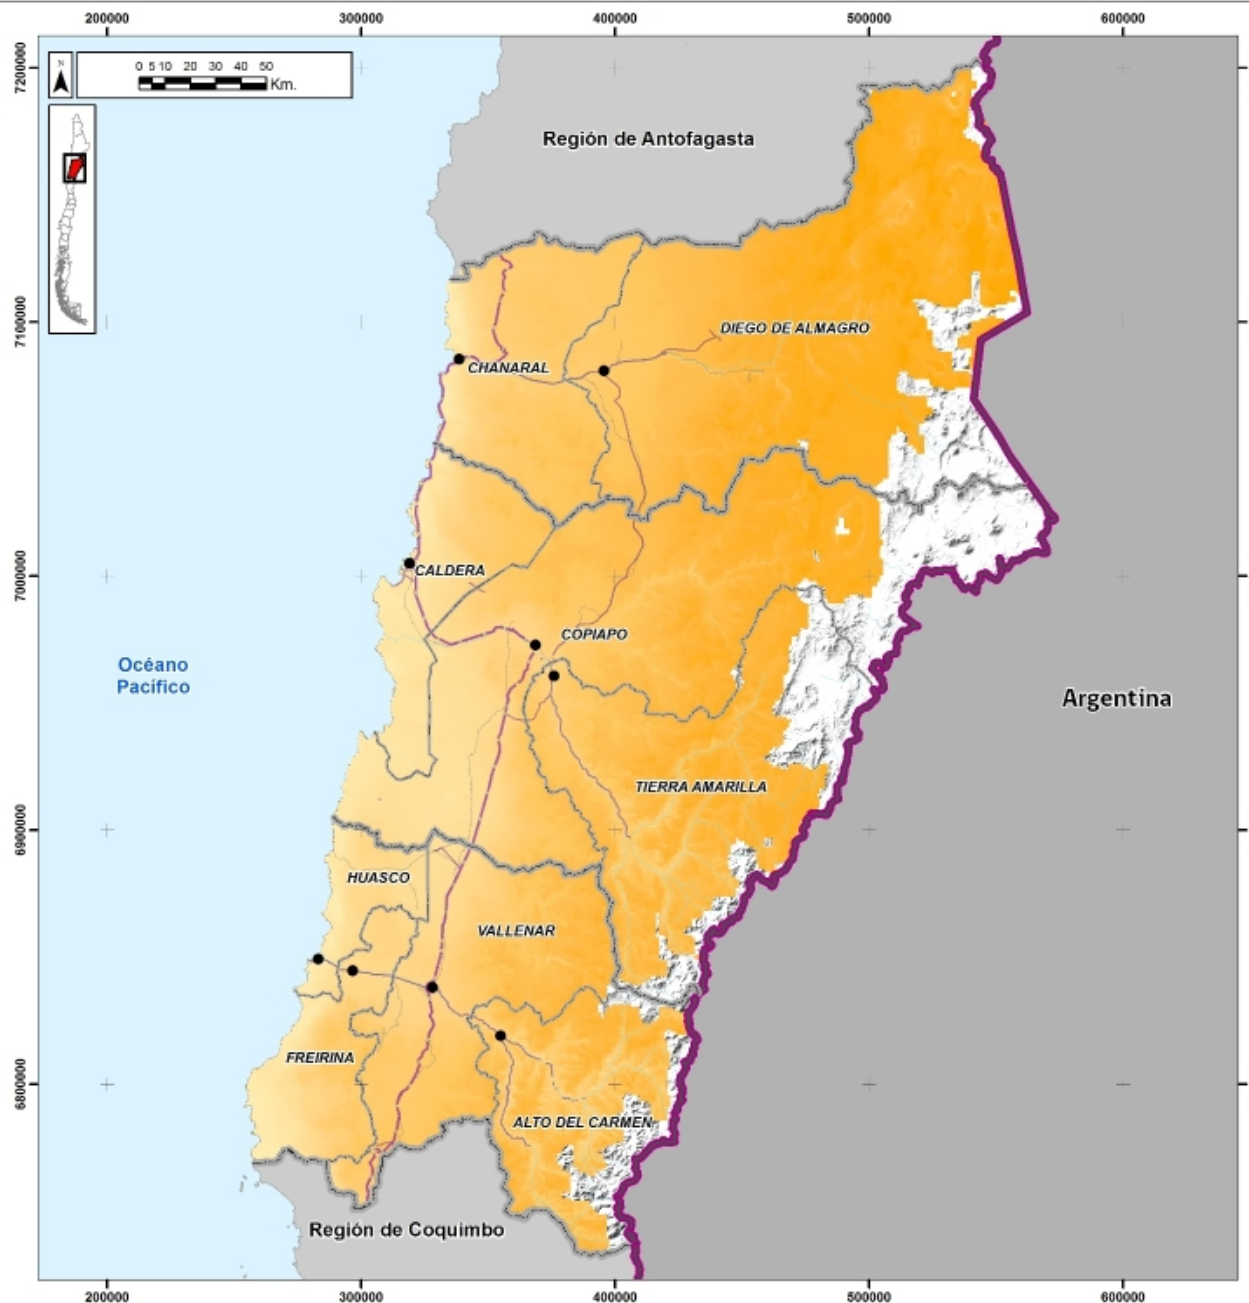 200000 300000 400000 500000 600000
7200000
N
0 5 10 20 30 40 50
Km.
Región de Antofagasta
7100000
DIEGO DE ALMAGRO
CHANARAL
7000000
CALDERA
COPIAPO
Océano
Pacífico
Argentina
TIERRA AMARILLA
6900000
HUASCO
VALLENAR
FREIRINA
6800000
ALTO DEL CARMEN
Región de Coquimbo
200000 300000 400000 500000 600000